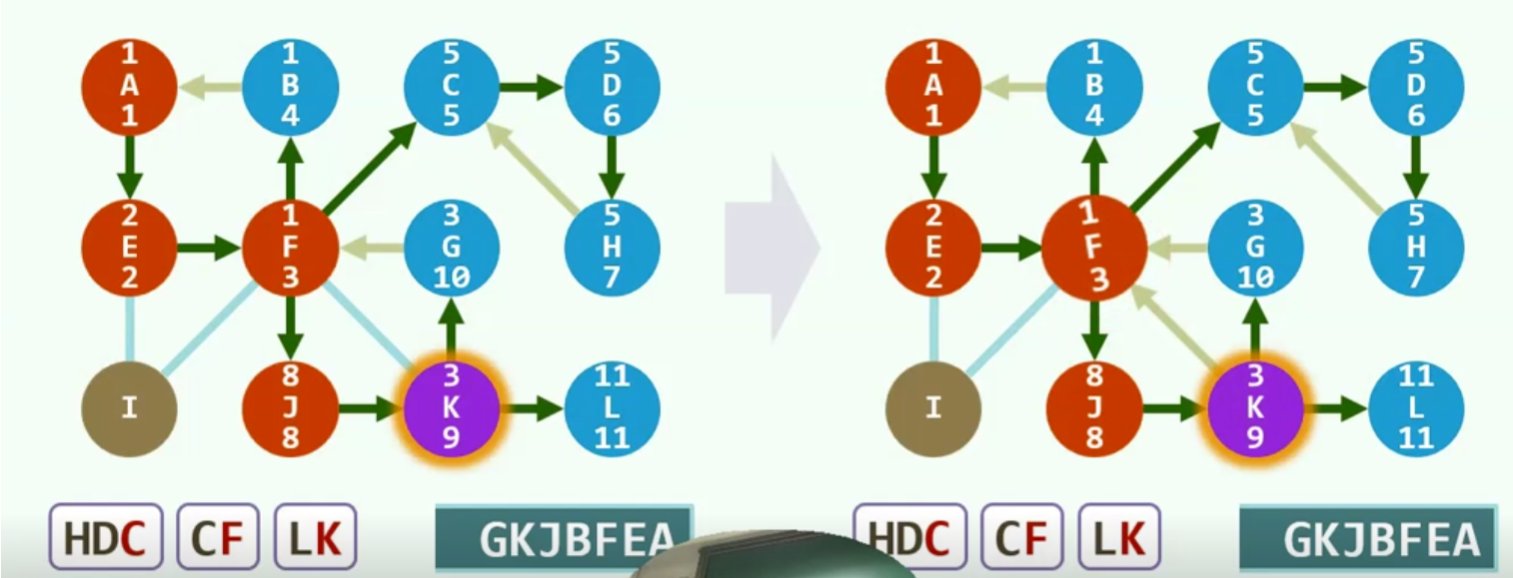 1 A 1
1 B 4
5 C 5
5 D 6
2 E 2
1 F 3
3 G 10
5 H 7
I
8 J 8
3 K 9
11 L 11
HDC CF LK GKJBFEA
1 A 1
1 B 4
5 C 5
5 D 6
2 E 2
1 F 3
3 G 10
5 H 7
I
8 J 8
3 K 9
11 L 11
HDC CF LK GKJBFEA